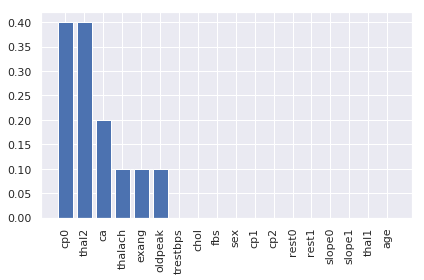 0.40
0.35
0.30
0.25
0.20
0.15
0.10
0.05
0.00
cp0
thal2
ca
thalach
exang
oldpeak
trestbps
chol
fbs
sex
cp1
cp2
rest0
rest1
slope0
slope1
thal1
age